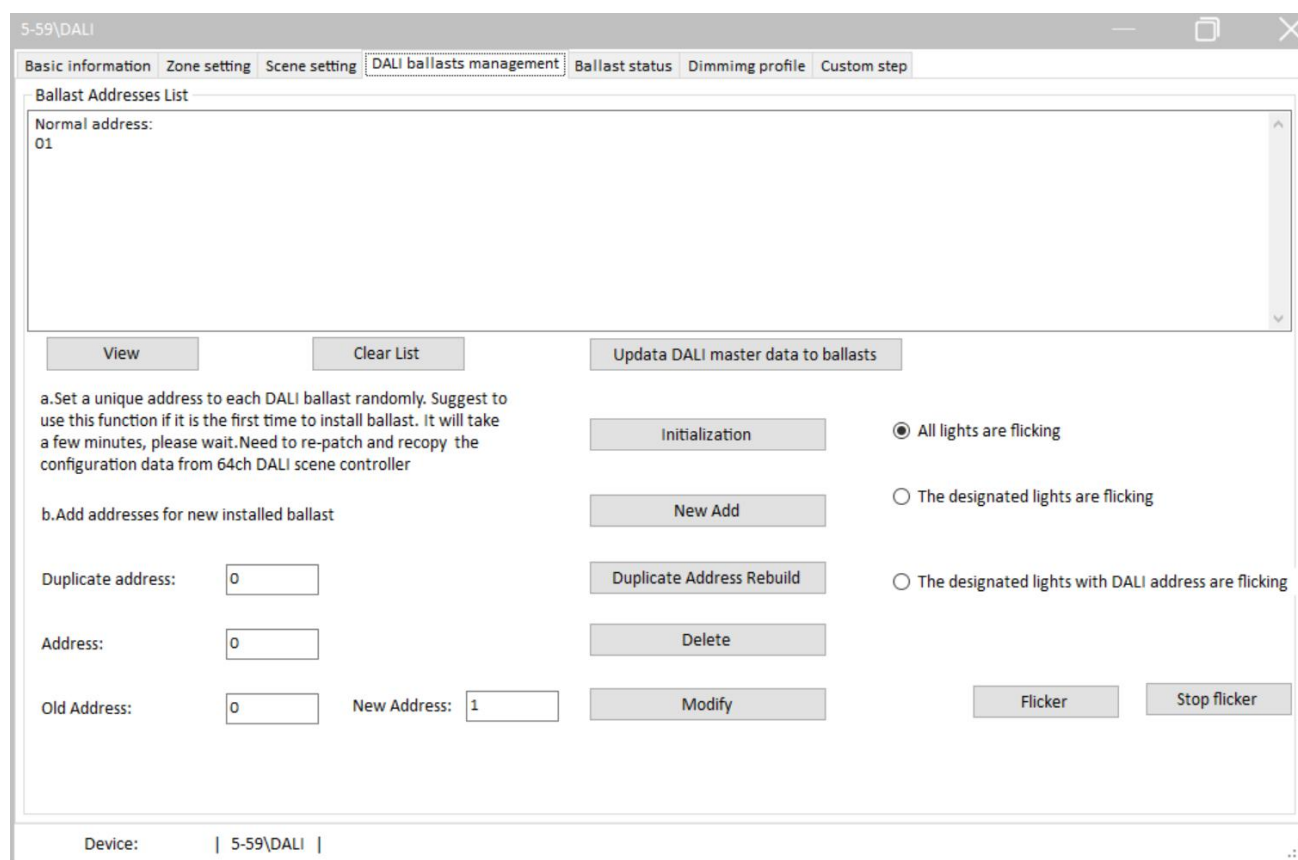 5-59\DALI
Basic information Zone setting Scene setting DALI ballasts management Ballast status Dimmimg profile Custom step
Ballast Addresses List
Normal address:
01
View Clear List Updata DALI master data to ballasts
a.Set a unique address to each DALI ballast randomly. Suggest to
use this function if it is the first time to install ballast. It will take
a few minutes, please wait.Need to re-patch and recopy the
configuration data from 64ch DALI scene controller
Initialization All lights are flicking
b.Add addresses for new installed ballast New Add The designated lights are flicking
Duplicate address: 0 Duplicate Address Rebuild The designated lights with DALI address are flicking
Address: 0 Delete
Old Address: 0 New Address: 1 Modify Flicker Stop flicker
Device: | 5-59\DALI |